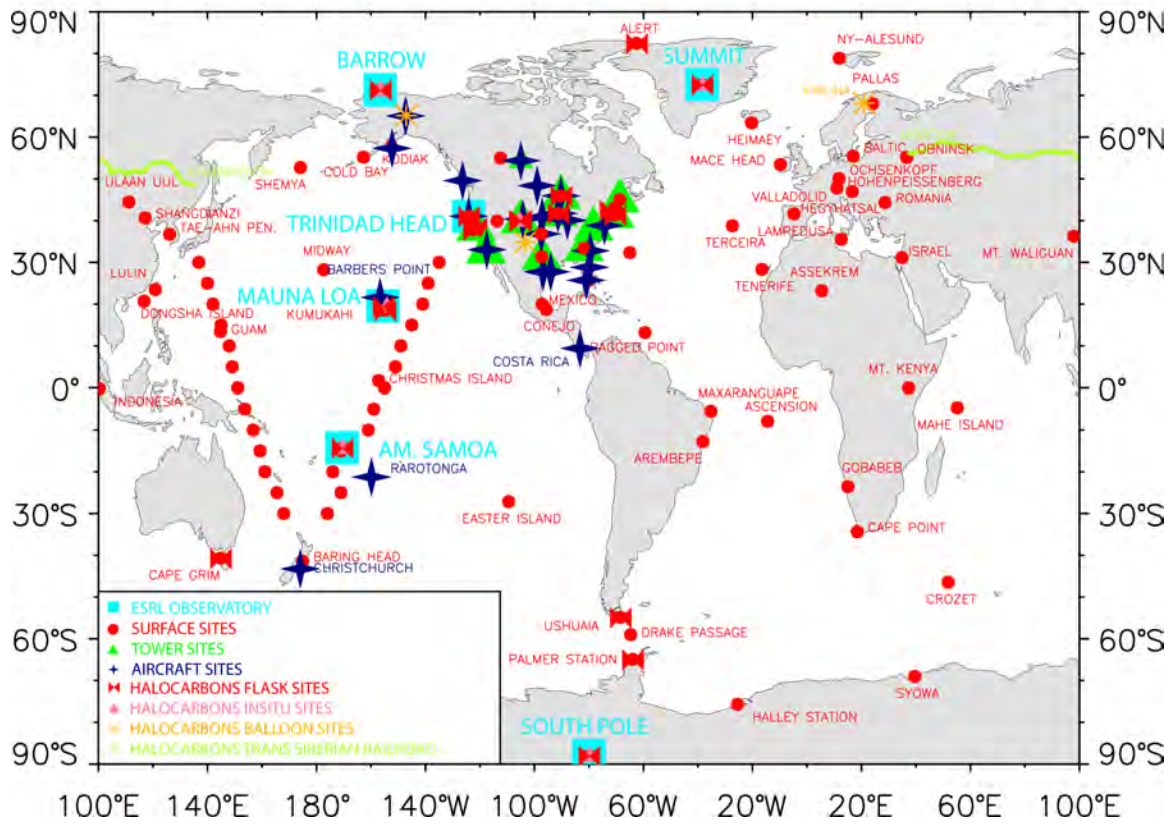 90°N
90°N
ALERT
NY-ALESUND
BARROW
SUMMIT
PALLAS
60°N
60°N
KODIAK
HEIMAEY
BALTIC
OBNINSK
COLD BAY
MACE HEAD
OCHSENKOPF
ULAAN UUL
SHEMYA
HOHENPEISSENBERG
VALLADOLID
ROMANIA
SHANGDIANZI
TRINIDAD HEAD
HEGYHATSAL
TAE-AHN PEN.
LAMPEDUSA
TERCEIRA
MIDWAY
ISRAEL
MT. WALIGUAN
30°N
30°N
LULIN
BARBERS POINT
ASSEKREM
TENERIFE
MAUNA LOA
MEXICO
DONGSHA ISLAND
KUMUKAHI
CONEJO
GUAM
RAGGED POINT
COSTA RICA
MT. KENYA
CHRISTMAS ISLAND
0°
0°
MAXARANGUAPE
INDONESIA
ASCENSION
MAHE ISLAND
AM. SAMOA
AREMBEPE
RAROTONGA
GOBABEB
30°S
30°S
EASTER ISLAND
CAPE POINT
BARING HEAD
CAPE GRIM
CHRISTCHURCH
CROZET
ESRL OBSERVATORY
SURFACE SITES
TOWER SITES
AIRCRAFT SITES
HALOCARBONS FLASK SITES
HALOCARBONS INSITU SITES
HALOCARBONS BALLOON SITES
HALOCARBONS TRANS SIBERIAN RAILROAD
USHUAIA
DRAKE PASSAGE
60°S
60°S
PALMER STATION
SYOWA
HALLEY STATION
SOUTH POLE
90°S
90°S
100°E
140°E
180°
140°W
100°W
60°W
20°W
20°E
60°E
100°E